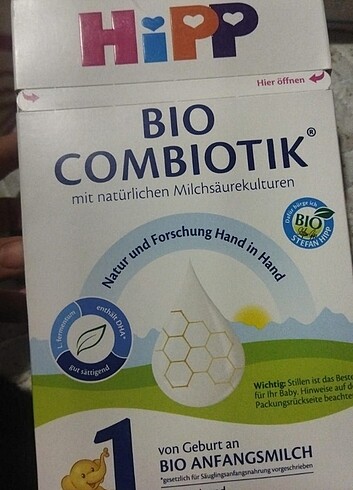 HiPP
Hier öffnen
BIO
COMBIOTIK®
mit natürlichen Milchsäurekulturen
Dafür bürge ich
BIO
STEFAN HIPP
Natur und Forschung Hand in Hand
L. fermentum
enthält DHA*
gut sättigend
Wichtig: Stillen ist das Beste
für Ihr Baby. Hinweise auf de
Packungsrückseite beachte
1
von Geburt an
BIO ANFANGSMILCH
*gesetzlich für Säuglingsanfangsnahrung vorgeschrieben